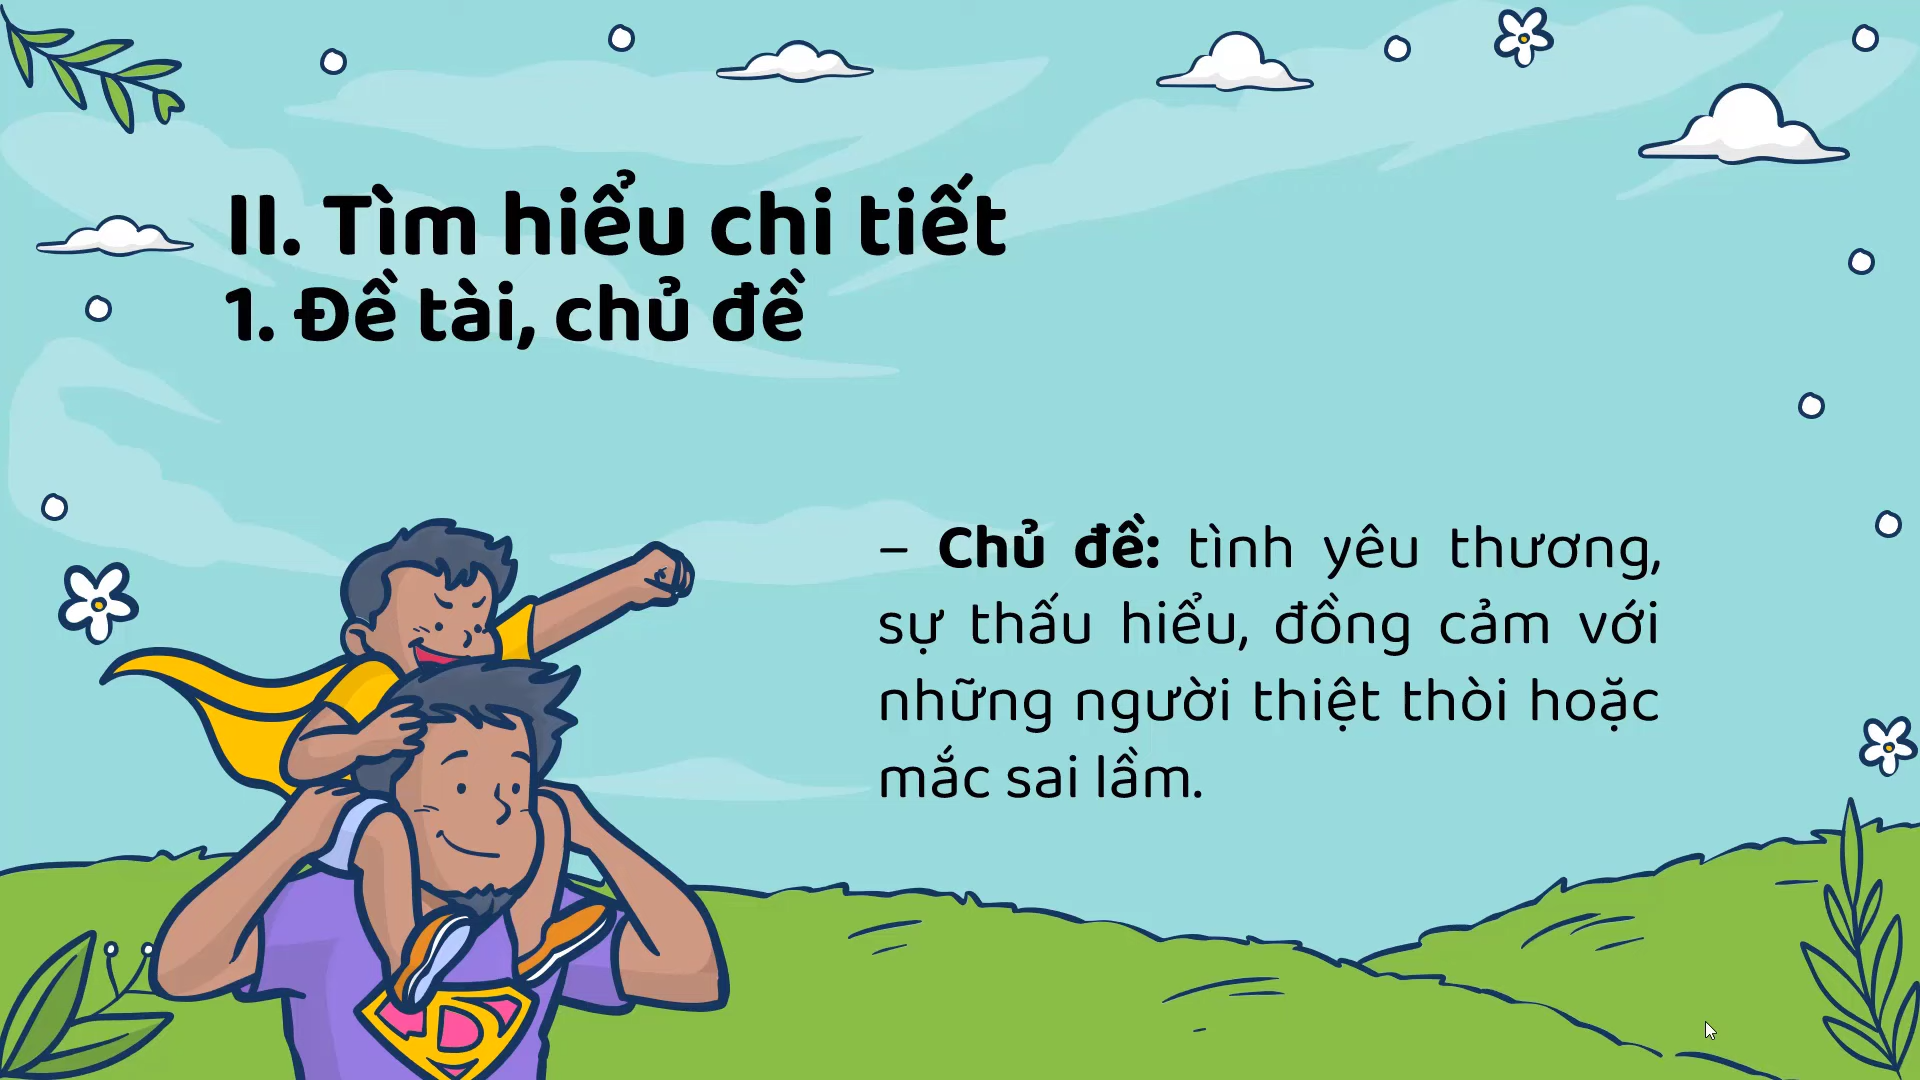 II. Tìm hiểu chi tiết
1. Đề tài, chủ đề
– Chủ đề: tình yêu thương,
sự thấu hiểu, đồng cảm với
những người thiệt thòi hoặc
mắc sai lầm.
D